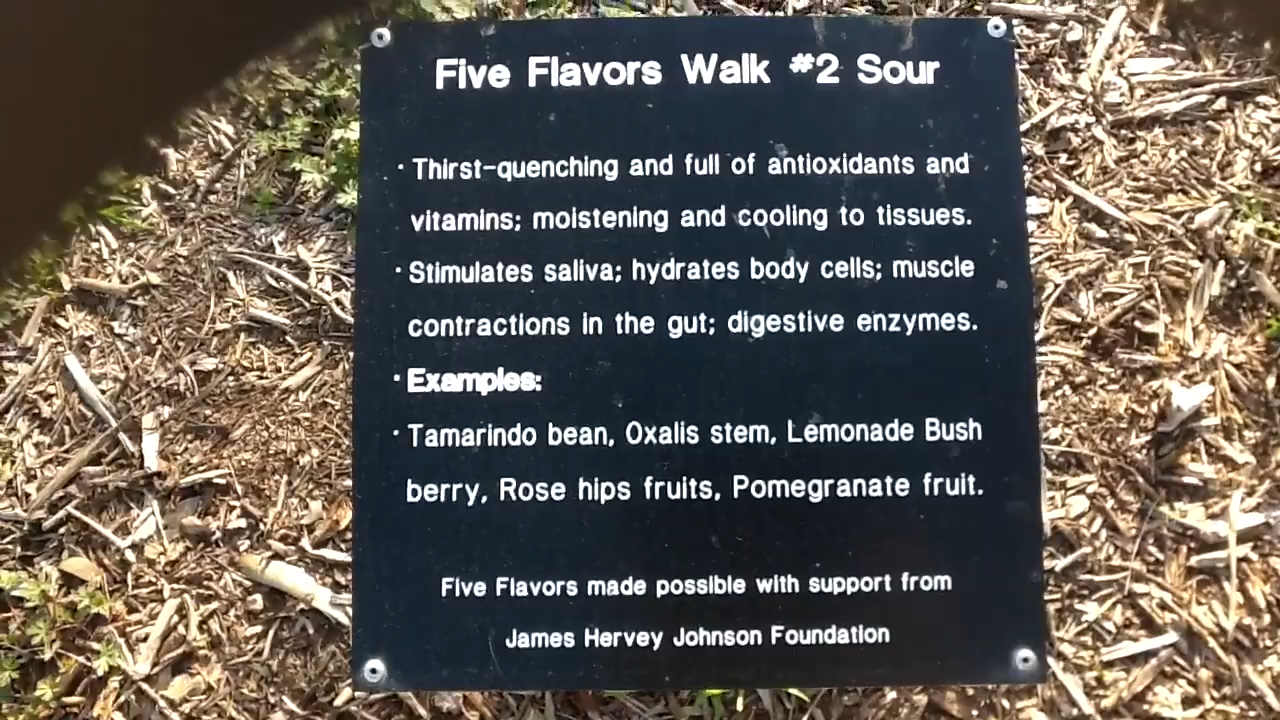 Five Flavors Walk #2 Sour
· Thirst-quenching and full of antioxidants and
vitamins; moistening and cooling to tissues.
· Stimulates saliva; hydrates body cells; muscle
contractions in the gut; digestive enzymes.
· Examples:
· Tamarindo bean, Oxalis stem, Lemonade Bush
berry, Rose hips fruits, Pomegranate fruit.
Five Flavors made possible with support from
James Hervey Johnson Foundation